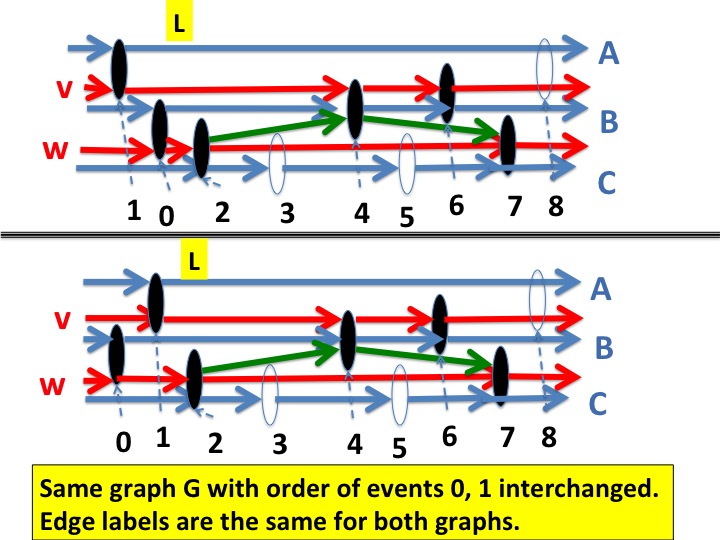 L
A
v
B
w
C
1 0 2 3 4 5 6 7 8
L
A
v
B
w
C
0 1 2 3 4 5 6 7 8
Same graph G with order of events 0, 1 interchanged.
Edge labels are the same for both graphs.